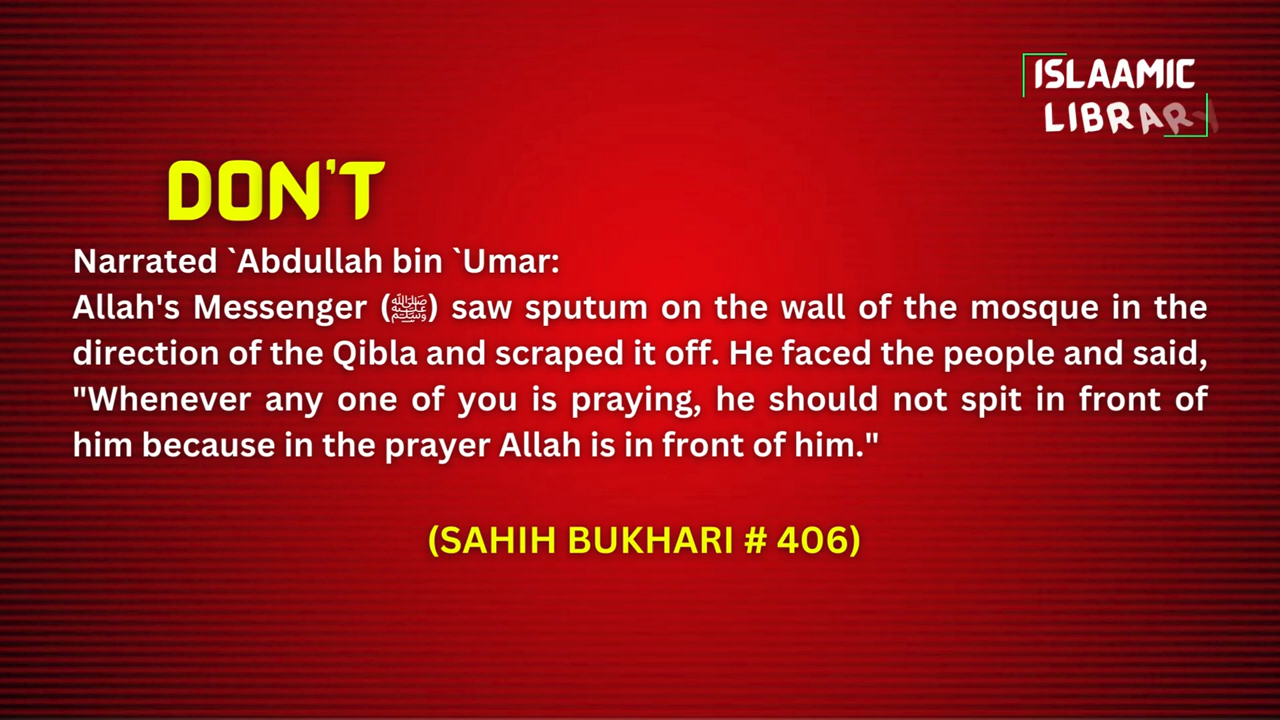 ISLAAMIC
LIBRARY
DON'T
Narrated `Abdullah bin `Umar:
Allah's Messenger (ﷺ) saw sputum on the wall of the mosque in the
direction of the Qibla and scraped it off. He faced the people and said,
"Whenever any one of you is praying, he should not spit in front of
him because in the prayer Allah is in front of him."
(SAHIH BUKHARI # 406)